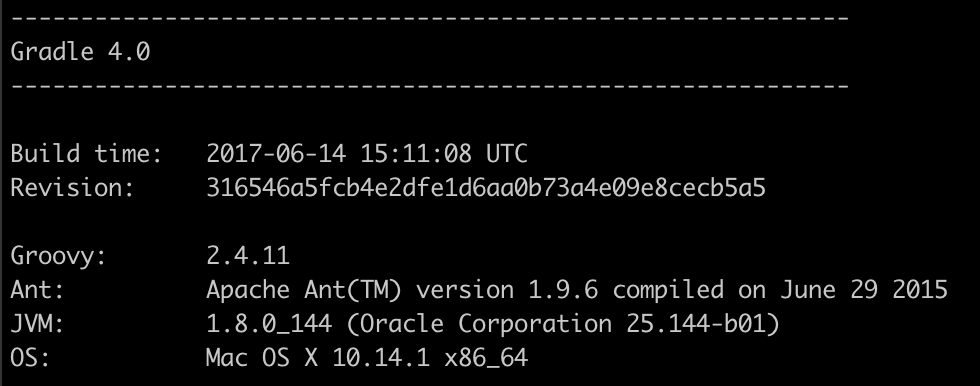 ------------------------------------------------------------
Gradle 4.0
------------------------------------------------------------
Build time:   2017-06-14 15:11:08 UTC
Revision:     316546a5fcb4e2dfe1d6aa0b73a4e09e8cecb5a5
Groovy:       2.4.11
Ant:          Apache Ant(TM) version 1.9.6 compiled on June 29 2015
JVM:          1.8.0_144 (Oracle Corporation 25.144-b01)
OS:           Mac OS X 10.14.1 x86_64